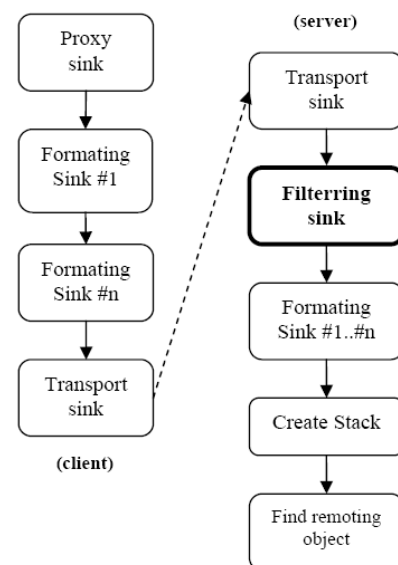 Proxy
sink
Formating
Sink #1
Formating
Sink #n
Transport
sink
(client)
(server)
Transport
sink
Filterring
sink
Formating
Sink #1..#n
Create Stack
Find remoting
object